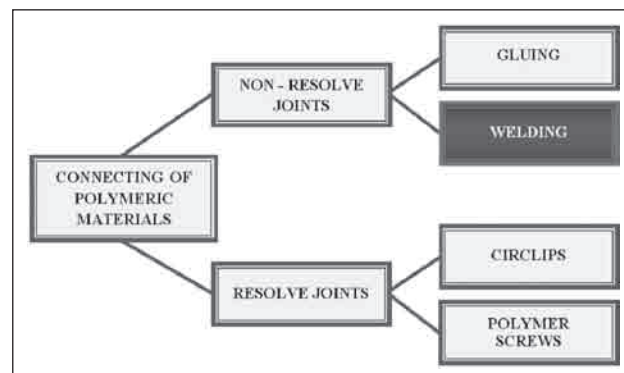 CONNECTING OF
POLYMERIC
MATERIALS
NON - RESOLVE
JOINTS
GLUING
WELDING
RESOLVE JOINTS
CIRCLIPS
POLYMER
SCREWS